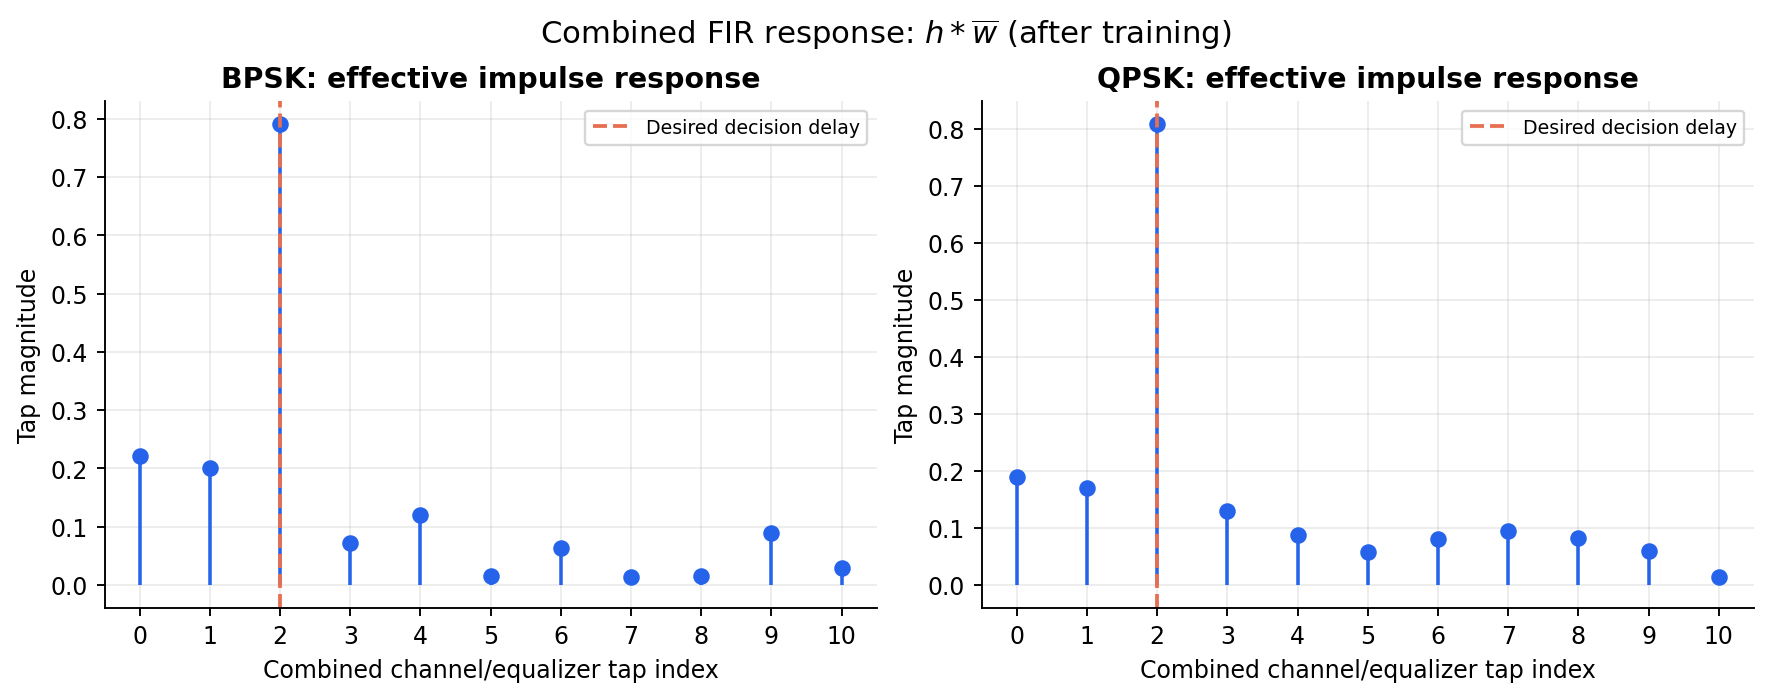 Combined FIR response: h * w̅ (after training)
BPSK: effective impulse response
Tap magnitude
0.8
0.7
0.6
0.5
0.4
0.3
0.2
0.1
0.0
Desired decision delay
0 1 2 3 4 5 6 7 8 9 10
Combined channel/equalizer tap index
QPSK: effective impulse response
Tap magnitude
0.8
0.7
0.6
0.5
0.4
0.3
0.2
0.1
0.0
Desired decision delay
0 1 2 3 4 5 6 7 8 9 10
Combined channel/equalizer tap index